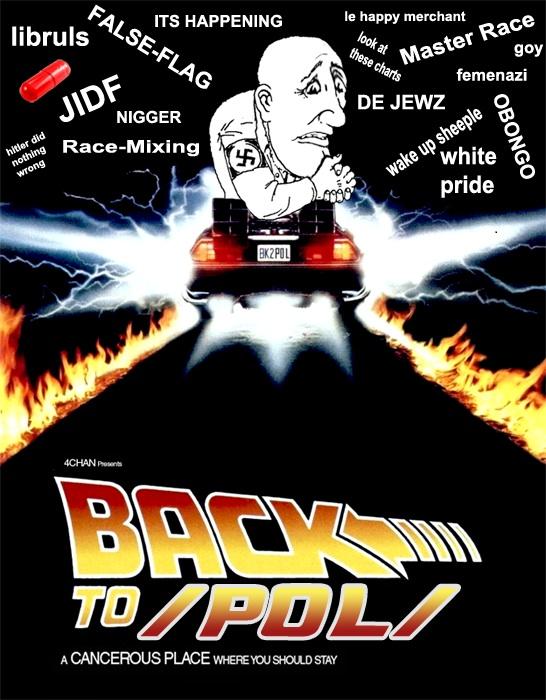 libruls
FALSE-FLAG
ITS HAPPENING
le happy merchant
look at
these charts
Master Race
goy
femenazi
JIDF
NIGGER
DE JEWZ
OBONGO
hitler did
nothing
wrong
Race-Mixing
wake up sheeple
white
pride
BK2POL
4CHAN Presents
BACK
TO /POL/
A CANCEROUS PLACE WHERE YOU SHOULD STAY